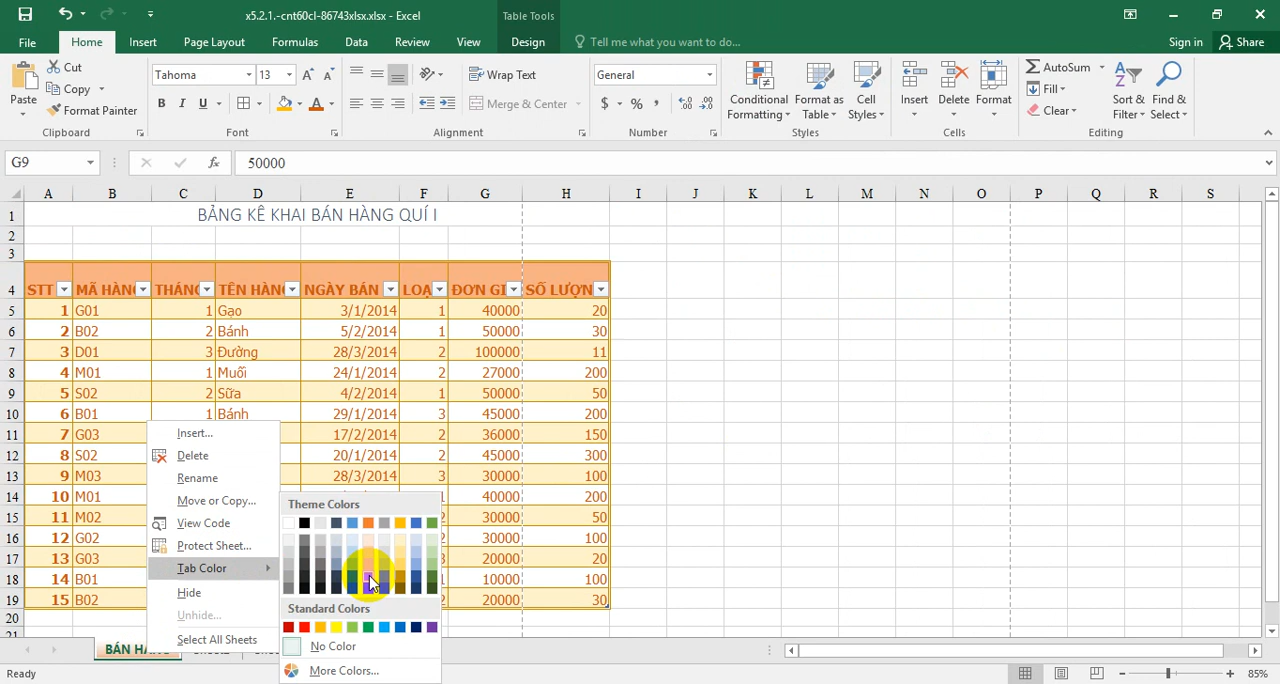 x5.2.1.-cnt60cl-86743xlsx.xlsx - Excel
Table Tools
File
Home
Insert
Page Layout
Formulas
Data
Review
View
Design
Tell me what you want to do...
Sign in
Share
Paste
Cut
Copy
Format Painter
Clipboard
Tahoma
13
Font
Wrap Text
Merge & Center
Alignment
General
Number
Conditional Formatting
Format as Table
Cell Styles
Styles
Insert
Delete
Format
Cells
AutoSum
Fill
Clear
Sort & Filter
Find & Select
Editing
G9
fx
50000
A B C D E F G H I J K L M N O P Q R S
1 BẢNG KÊ KHAI BÁN HÀNG QUÍ I
2
3
4 STT MÃ HÀN THÁNG TÊN HÀN NGÀY BÁN LOẠ ĐƠN GI SỐ LƯỢN
5 1 G01 1 Gạo 3/1/2014 1 40000 20
6 2 B02 2 Bánh 5/2/2014 1 50000 30
7 3 D01 3 Đường 28/3/2014 2 100000 11
8 4 M01 1 Muối 24/1/2014 2 27000 200
9 5 S02 2 Sữa 4/2/2014 1 50000 50
10 6 B01 1 Bánh 29/1/2014 3 45000 200
11 7 G03 17/2/2014 2 36000 150
12 8 S02 20/1/2014 2 45000 300
13 9 M03 28/3/2014 3 30000 100
14 10 M01 1 40000 200
15 11 M02 2 30000 50
16 12 G02 2 30000 100
17 13 G03 3 20000 20
18 14 B01 1 10000 100
19 15 B02 2 20000 30
20
21
Insert...
Delete
Rename
Move or Copy...
View Code
Protect Sheet...
Tab Color
Hide
Unhide...
Select All Sheets
Theme Colors
Standard Colors
No Color
More Colors...
BÁN HÀN
Ready
85%